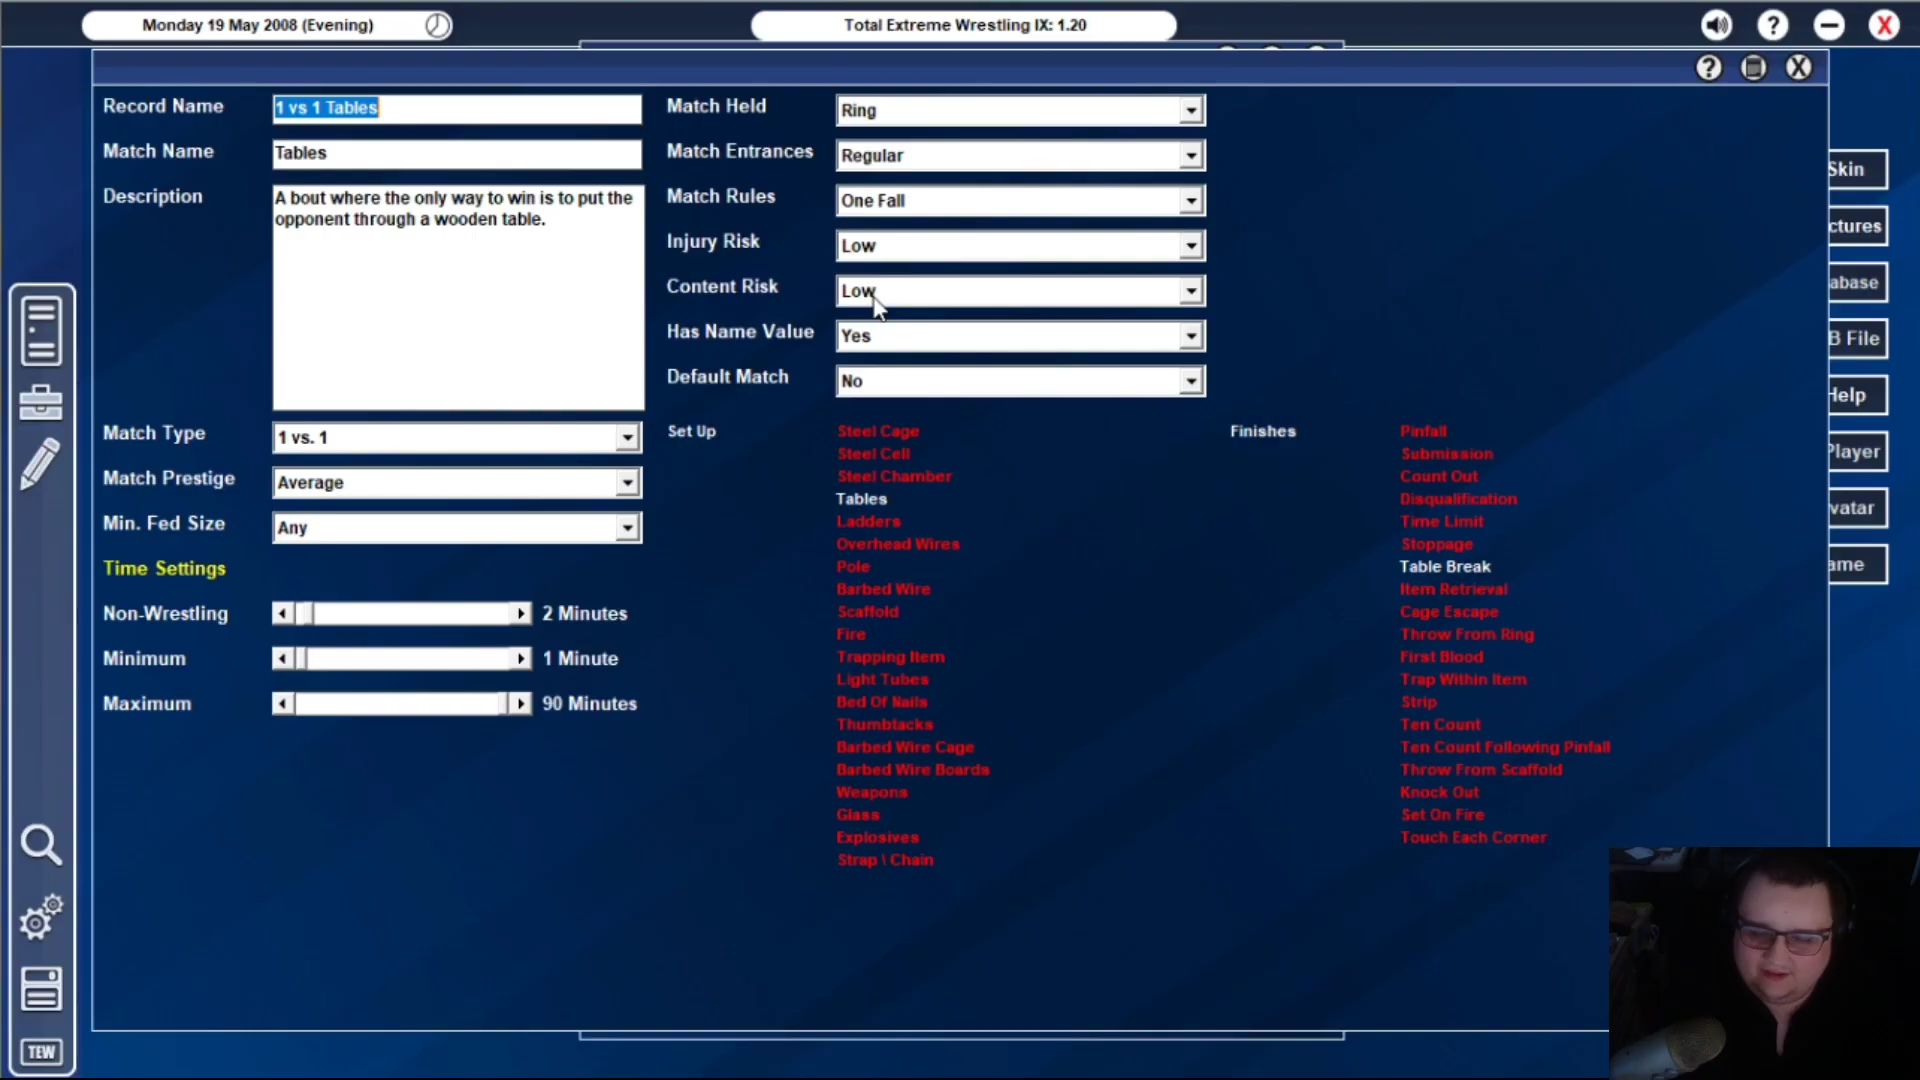 Monday 19 May 2008 (Evening)
Total Extreme Wrestling IX: 1.20
? X
? X
Record Name
1 vs 1 Tables
Match Name
Tables
Description
A bout where the only way to win is to put the
opponent through a wooden table.
Match Type
1 vs. 1
Match Prestige
Average
Min. Fed Size
Any
Time Settings
Non-Wrestling
2 Minutes
Minimum
1 Minute
Maximum
90 Minutes
Match Held
Ring
Match Entrances
Regular
Match Rules
One Fall
Injury Risk
Low
Content Risk
Low
Has Name Value
Yes
Default Match
No
Set Up
Steel Cage
Steel Cell
Steel Chamber
Tables
Ladders
Overhead Wires
Pole
Barbed Wire
Scaffold
Fire
Trapping Item
Light Tubes
Bed Of Nails
Thumbtacks
Barbed Wire Cage
Barbed Wire Boards
Weapons
Glass
Explosives
Strap \ Chain
Finishes
Pinfall
Submission
Count Out
Disqualification
Time Limit
Stoppage
Table Break
Item Retrieval
Cage Escape
Throw From Ring
First Blood
Trap Within Item
Strip
Ten Count
Ten Count Following Pinfall
Throw From Scaffold
Knock Out
Set On Fire
Touch Each Corner
Skin
ctures
abase
B File
Help
Player
vatar
ame
TEW